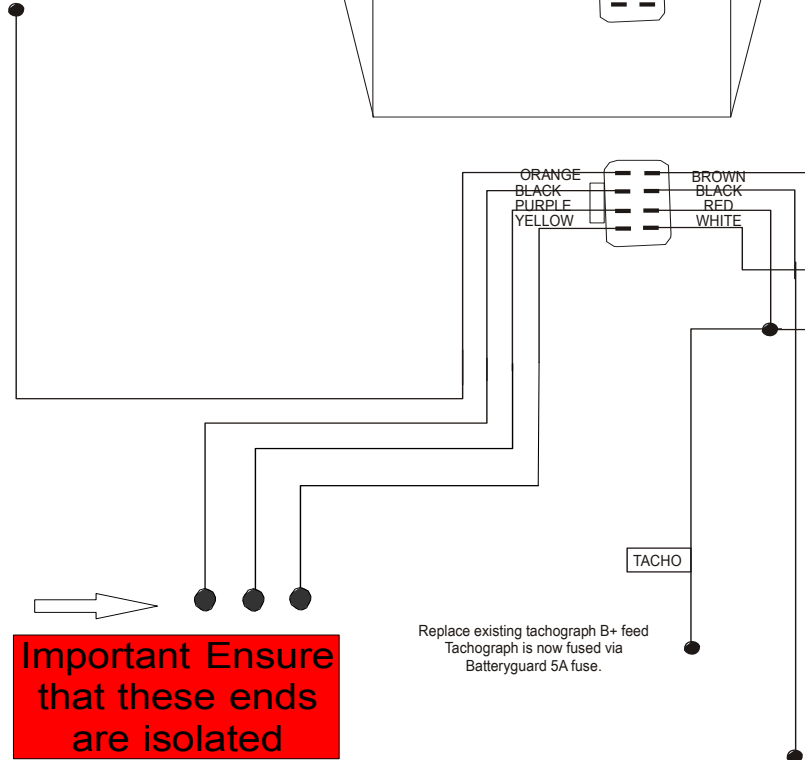 ORANGE
BLACK
PURPLE
YELLOW
BROWN
BLACK
RED
WHITE
TACHO
Replace existing tachograph B+ feed
Tachograph is now fused via
Batteryguard 5A fuse.
Important Ensure
that these ends
are isolated